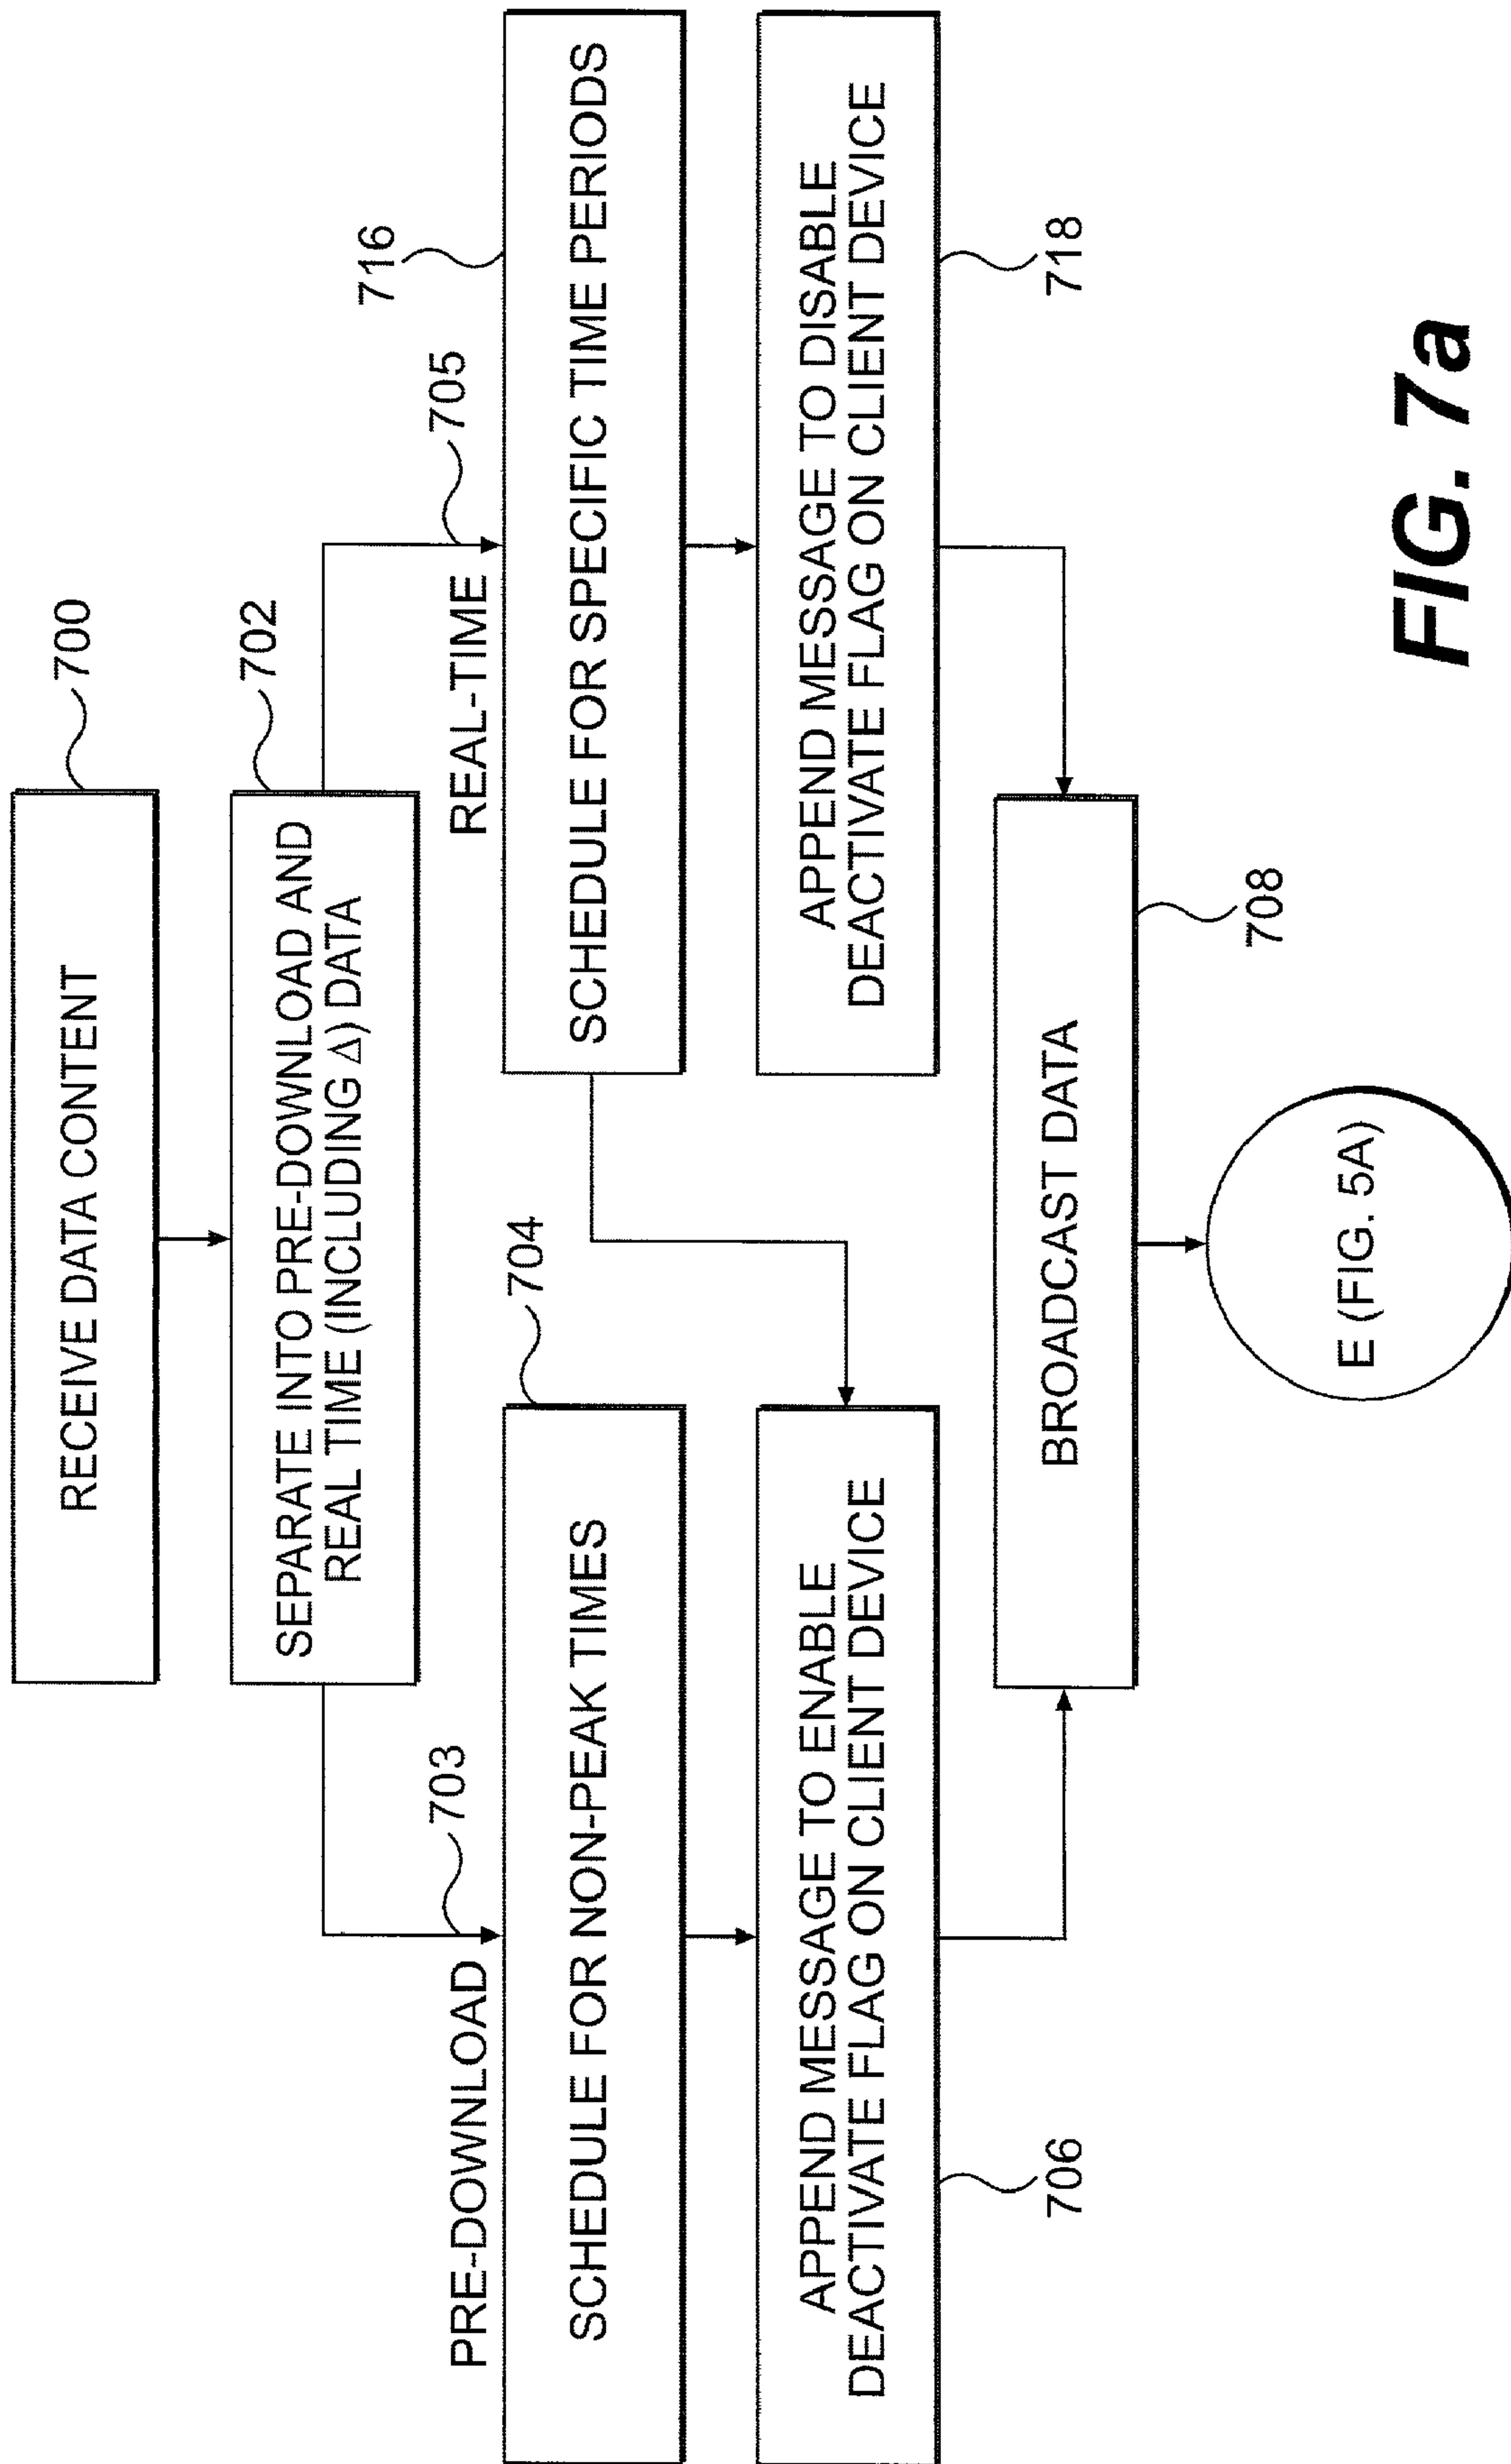 RECEIVE DATA CONTENT
700
SEPARATE INTO PRE-DOWNLOAD AND
REAL TIME (INCLUDING Δ) DATA
702
PRE-DOWNLOAD
703
REAL-TIME
705
SCHEDULE FOR NON-PEAK TIMES
704
SCHEDULE FOR SPECIFIC TIME PERIODS
716
APPEND MESSAGE TO ENABLE
DEACTIVATE FLAG ON CLIENT DEVICE
706
APPEND MESSAGE TO DISABLE
DEACTIVATE FLAG ON CLIENT DEVICE
718
BROADCAST DATA
708
E (FIG. 5A)
FIG. 7a